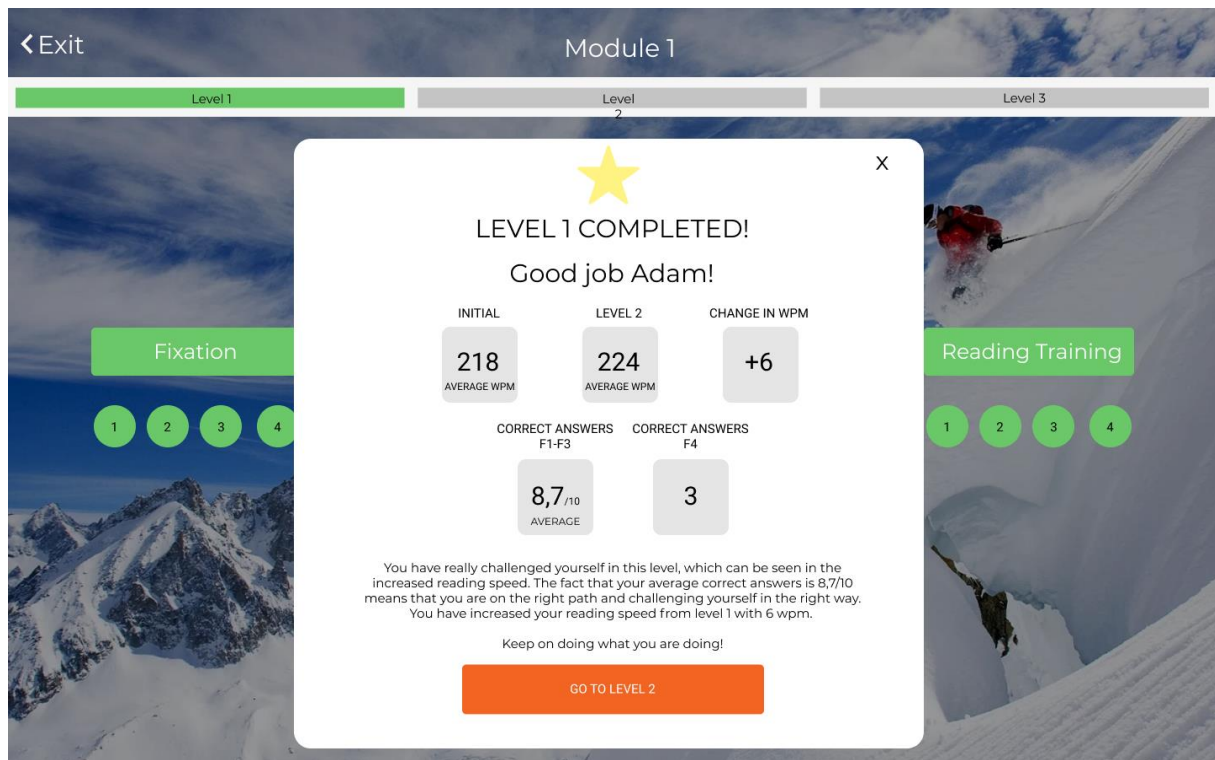 Exit
Module 1
Level 1
Level
2
Level 3
X
LEVEL 1 COMPLETED!
Good job Adam!
INITIAL LEVEL 2 CHANGE IN WPM
218 224 +6
AVERAGE WPM AVERAGE WPM
Fixation
Reading Training
1 2 3 4
1 2 3 4
CORRECT ANSWERS CORRECT ANSWERS
F1-F3 F4
8,7/10 3
AVERAGE
You have really challenged yourself in this level, which can be seen in the
increased reading speed. The fact that your average correct answers is 8,7/10
means that you are on the right path and challenging yourself in the right way.
You have increased your reading speed from level 1 with 6 wpm.
Keep on doing what you are doing!
GO TO LEVEL 2